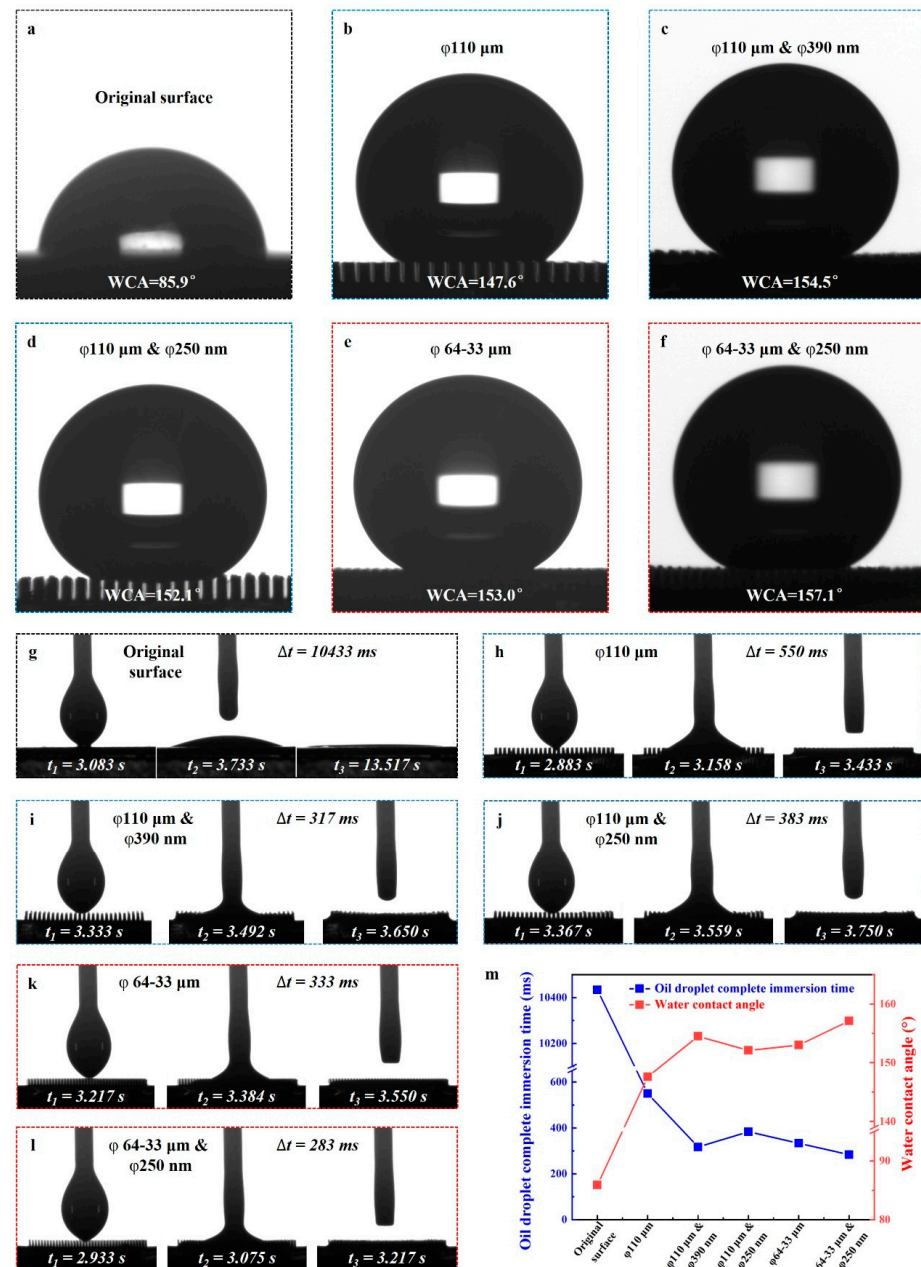 a
Original surface
WCA=85.9°
b
φ110 μm
WCA=147.6°
c
φ110 μm & φ390 nm
WCA=154.5°
d
φ110 μm & φ250 nm
WCA=152.1°
e
φ 64-33 μm
WCA=153.0°
f
φ 64-33 μm & φ250 nm
WCA=157.1°
g
Original
surface
Δt = 10433 ms
t₁ = 3.083 s
t₂ = 3.733 s
t₃ = 13.517 s
h
φ110 μm
Δt = 550 ms
t₁ = 2.883 s
t₂ = 3.158 s
t₃ = 3.433 s
i
φ110 μm &
φ390 nm
Δt = 317 ms
t₁ = 3.333 s
t₂ = 3.492 s
t₃ = 3.650 s
j
φ110 μm &
φ250 nm
Δt = 383 ms
t₁ = 3.367 s
t₂ = 3.559 s
t₃ = 3.750 s
k
φ 64-33 μm
Δt = 333 ms
t₁ = 3.217 s
t₂ = 3.384 s
t₃ = 3.550 s
l
φ 64-33 μm &
φ250 nm
Δt = 283 ms
t₁ = 2.933 s
t₂ = 3.075 s
t₃ = 3.217 s
m
Oil droplet complete immersion time (ms)
10400
10200
600
400
200
0
Oil droplet complete immersion time
Water contact angle
160
150
140
90
80
Water contact angle (°)
Original
surface
φ110 μm
φ110 μm &
φ390 nm
φ110 μm &
φ250 nm
φ64-33 μm
64-33 μm &
φ250 nm